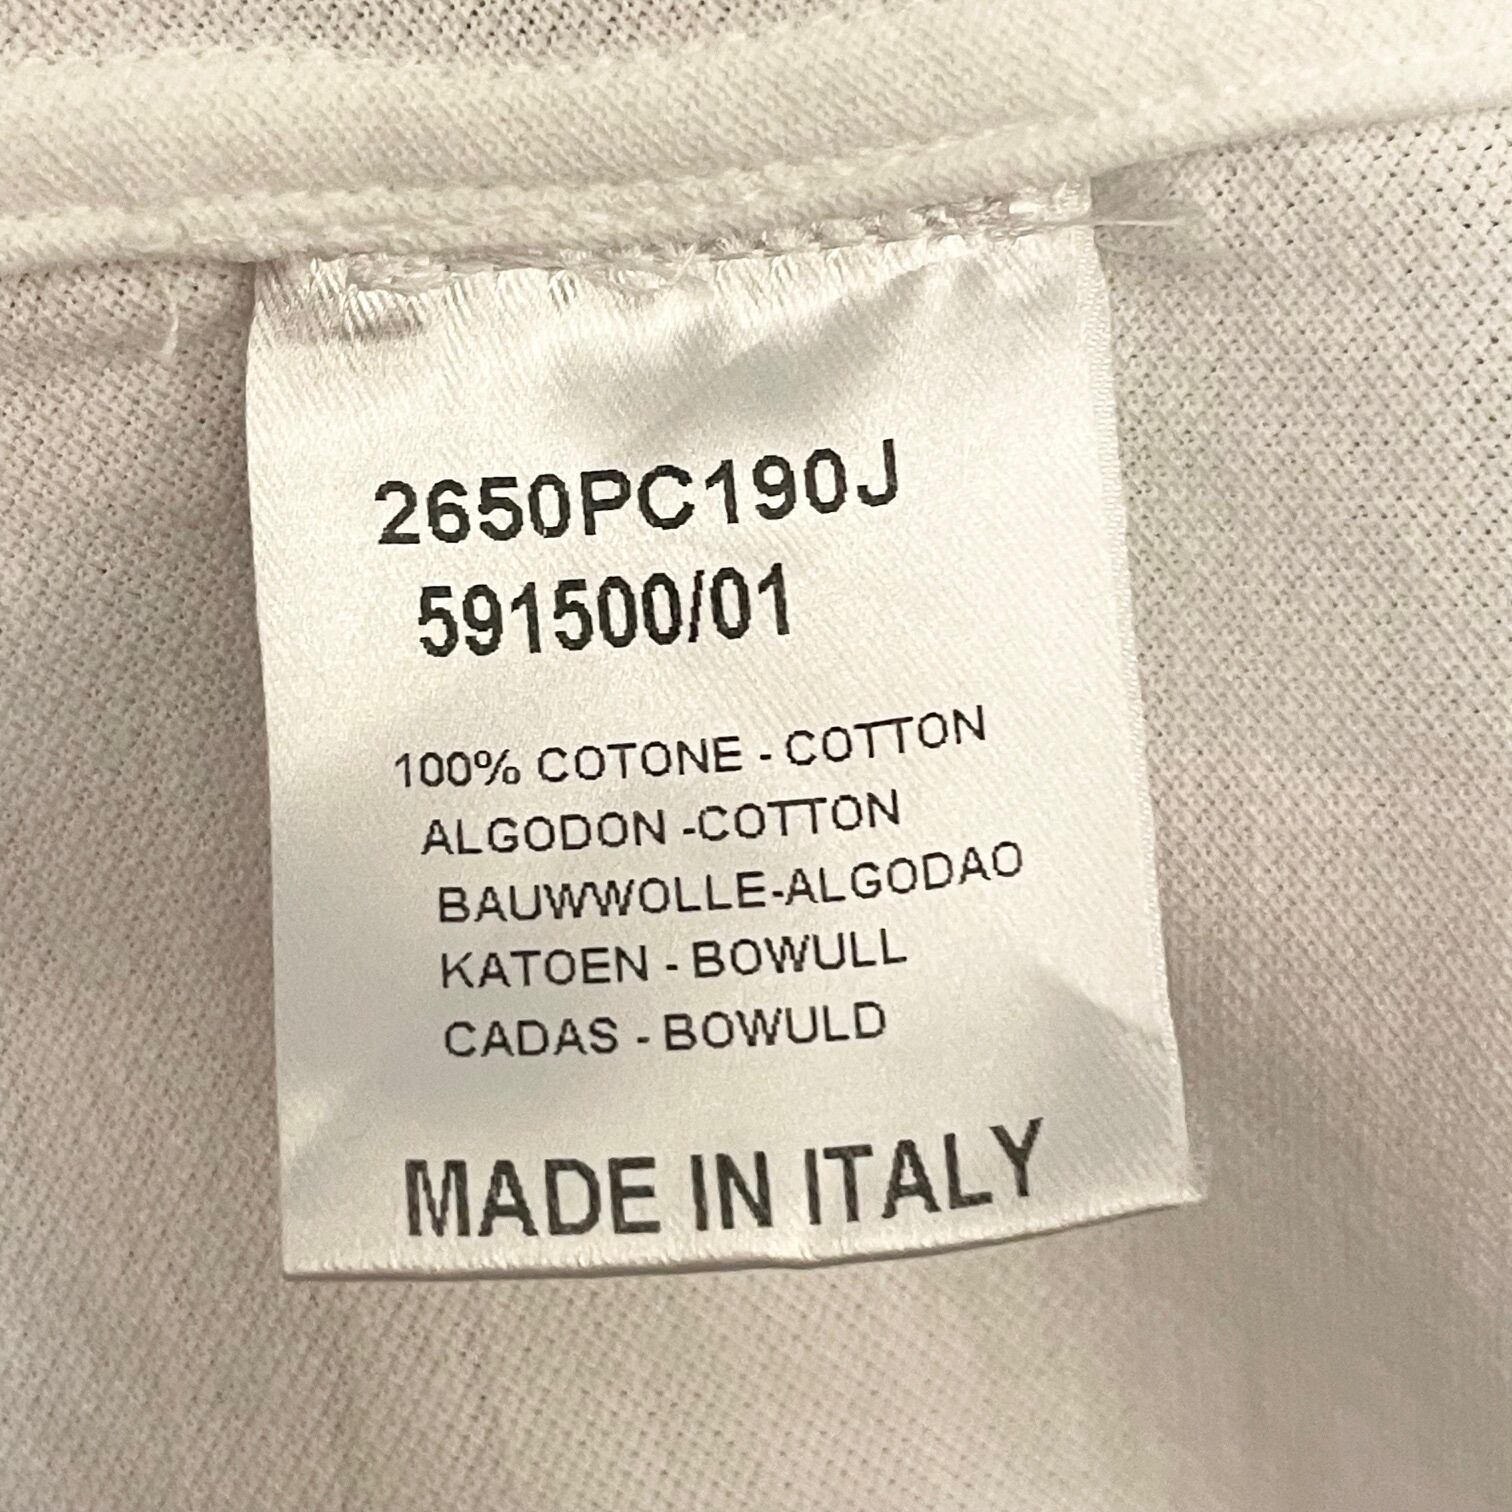 2650PC190J
591500/01
100% COTONE - COTTON
ALGODON -COTTON
BAUWWOLLE-ALGODAO
KATOEN - BOWULL
CADAS - BOWULD
MADE IN ITALY